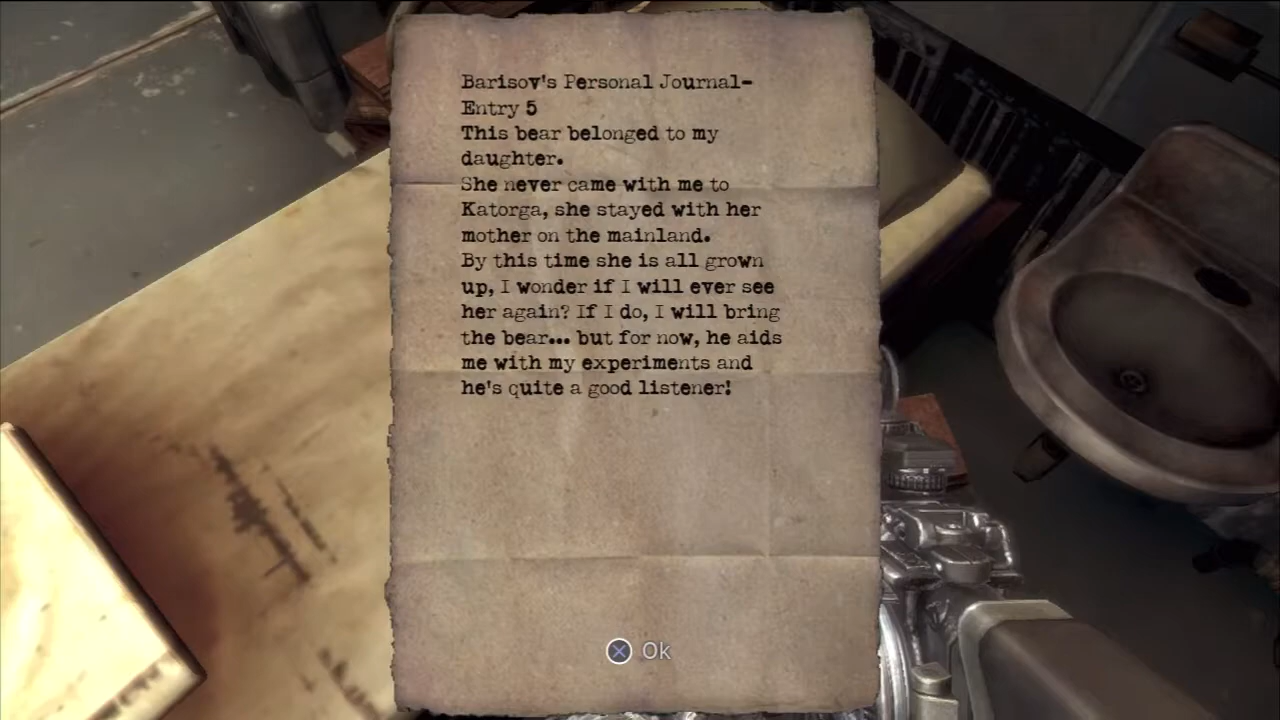 Barisov's Personal Journal-
Entry 5
This bear belonged to my
daughter.
She never came with me to
Katorga, she stayed with her
mother on the mainland.
By this time she is all grown
up, I wonder if I will ever see
her again? If I do, I will bring
the bear... but for now, he aids
me with my experiments and
he's quite a good listener!
Ok